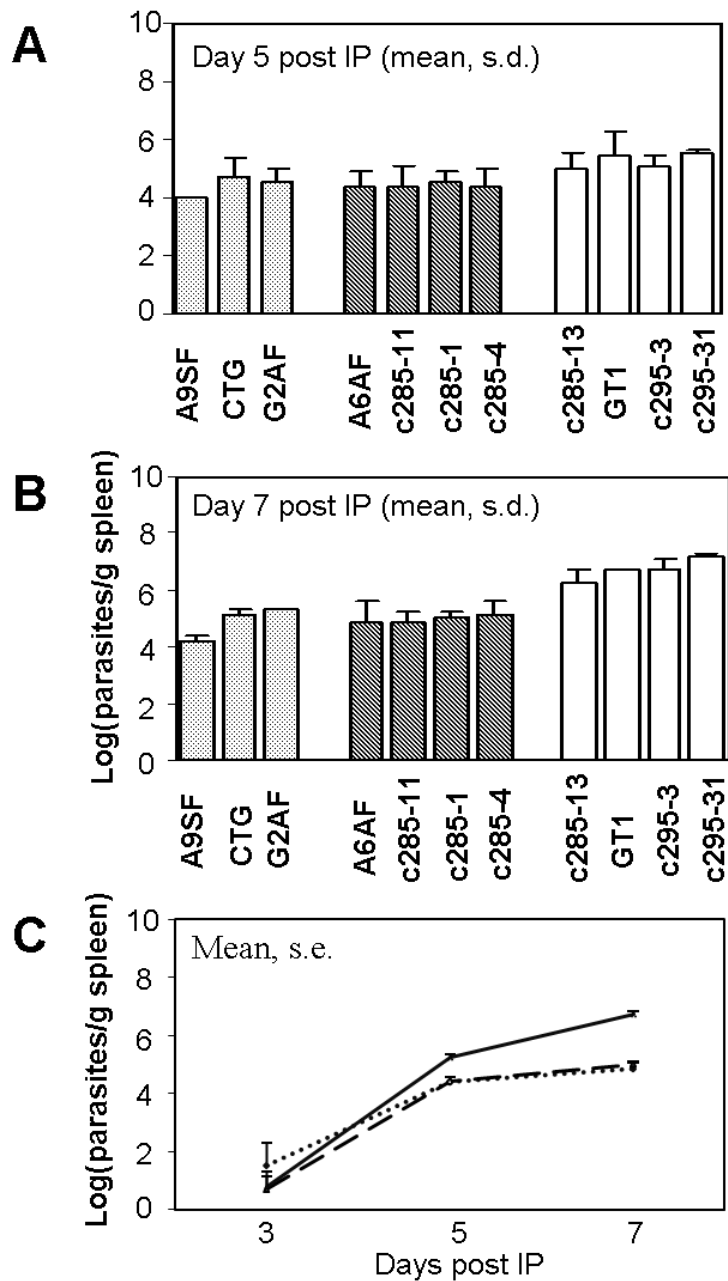 A
Day 5 post IP (mean, s.d.)
10
8
6
4
2
0
A9SF
CTG
G2AF
A6AF
c285-11
c285-1
c285-4
c285-13
GT1
c295-3
c295-31
B
Log(parasites/g spleen)
Day 7 post IP (mean, s.d.)
10
8
6
4
2
0
A9SF
CTG
G2AF
A6AF
c285-11
c285-1
c285-4
c285-13
GT1
c295-3
c295-31
C
Log(parasites/g spleen)
Mean, s.e.
10
8
6
4
2
0
3
5
7
Days post IP